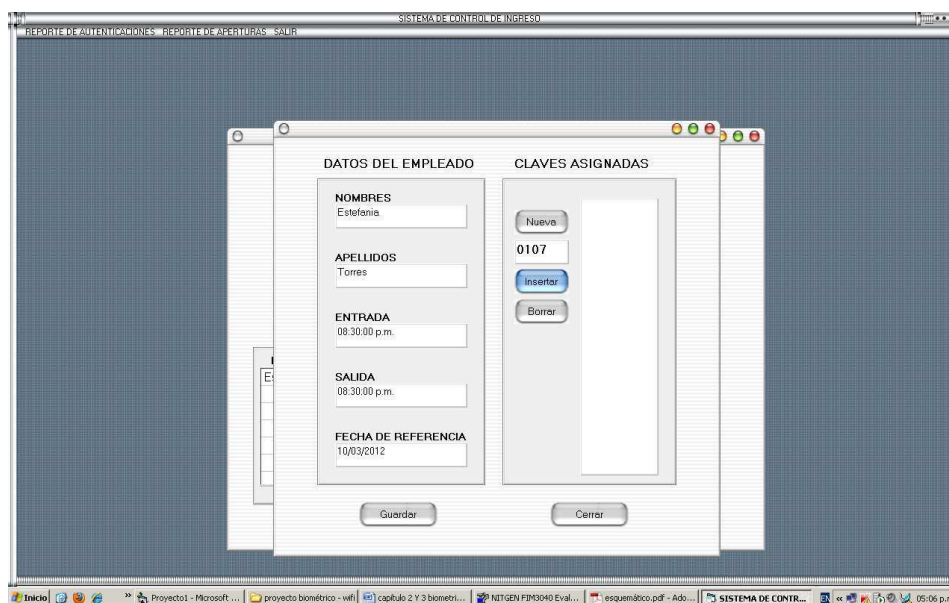 SISTEMA DE CONTROL DE INGRESO
REPORTE DE AUTENTICACIONES REPORTE DE APERTURAS SALIR
DATOS DEL EMPLEADO
CLAVES ASIGNADAS
NOMBRES
Estefania
APELLIDOS
Torres
ENTRADA
08:30:00 p.m.
SALIDA
08:30:00 p.m.
FECHA DE REFERENCIA
10/03/2012
Nueva
0107
Insertar
Borrar
Guardar
Cerrar
Inicio
Proyecto1 - Microsoft ...
proyecto biométrico - wifi
capítulo 2 Y 3 biometri...
NITGEN FIM3040 Eval...
esquemático.pdf - Ado...
SISTEMA DE CONTR...
EN
05:06 p.